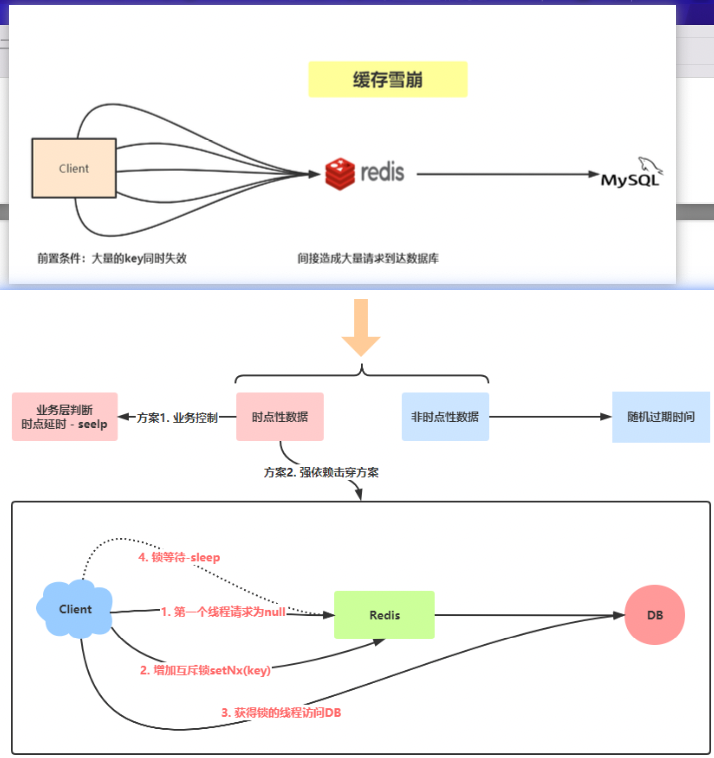 缓存雪崩
Client
redis
MySQL
前置条件：大量的key同时失效
间接造成大量请求到达数据库
业务层判断
时点延时 - seelp
方案1. 业务控制
时点性数据
非时点性数据
随机过期时间
方案2. 强依赖击穿方案
4. 锁等待-sleep
Client
1. 第一个线程请求为null
Redis
DB
2. 增加互斥锁setNx(key)
3. 获得锁的线程访问DB